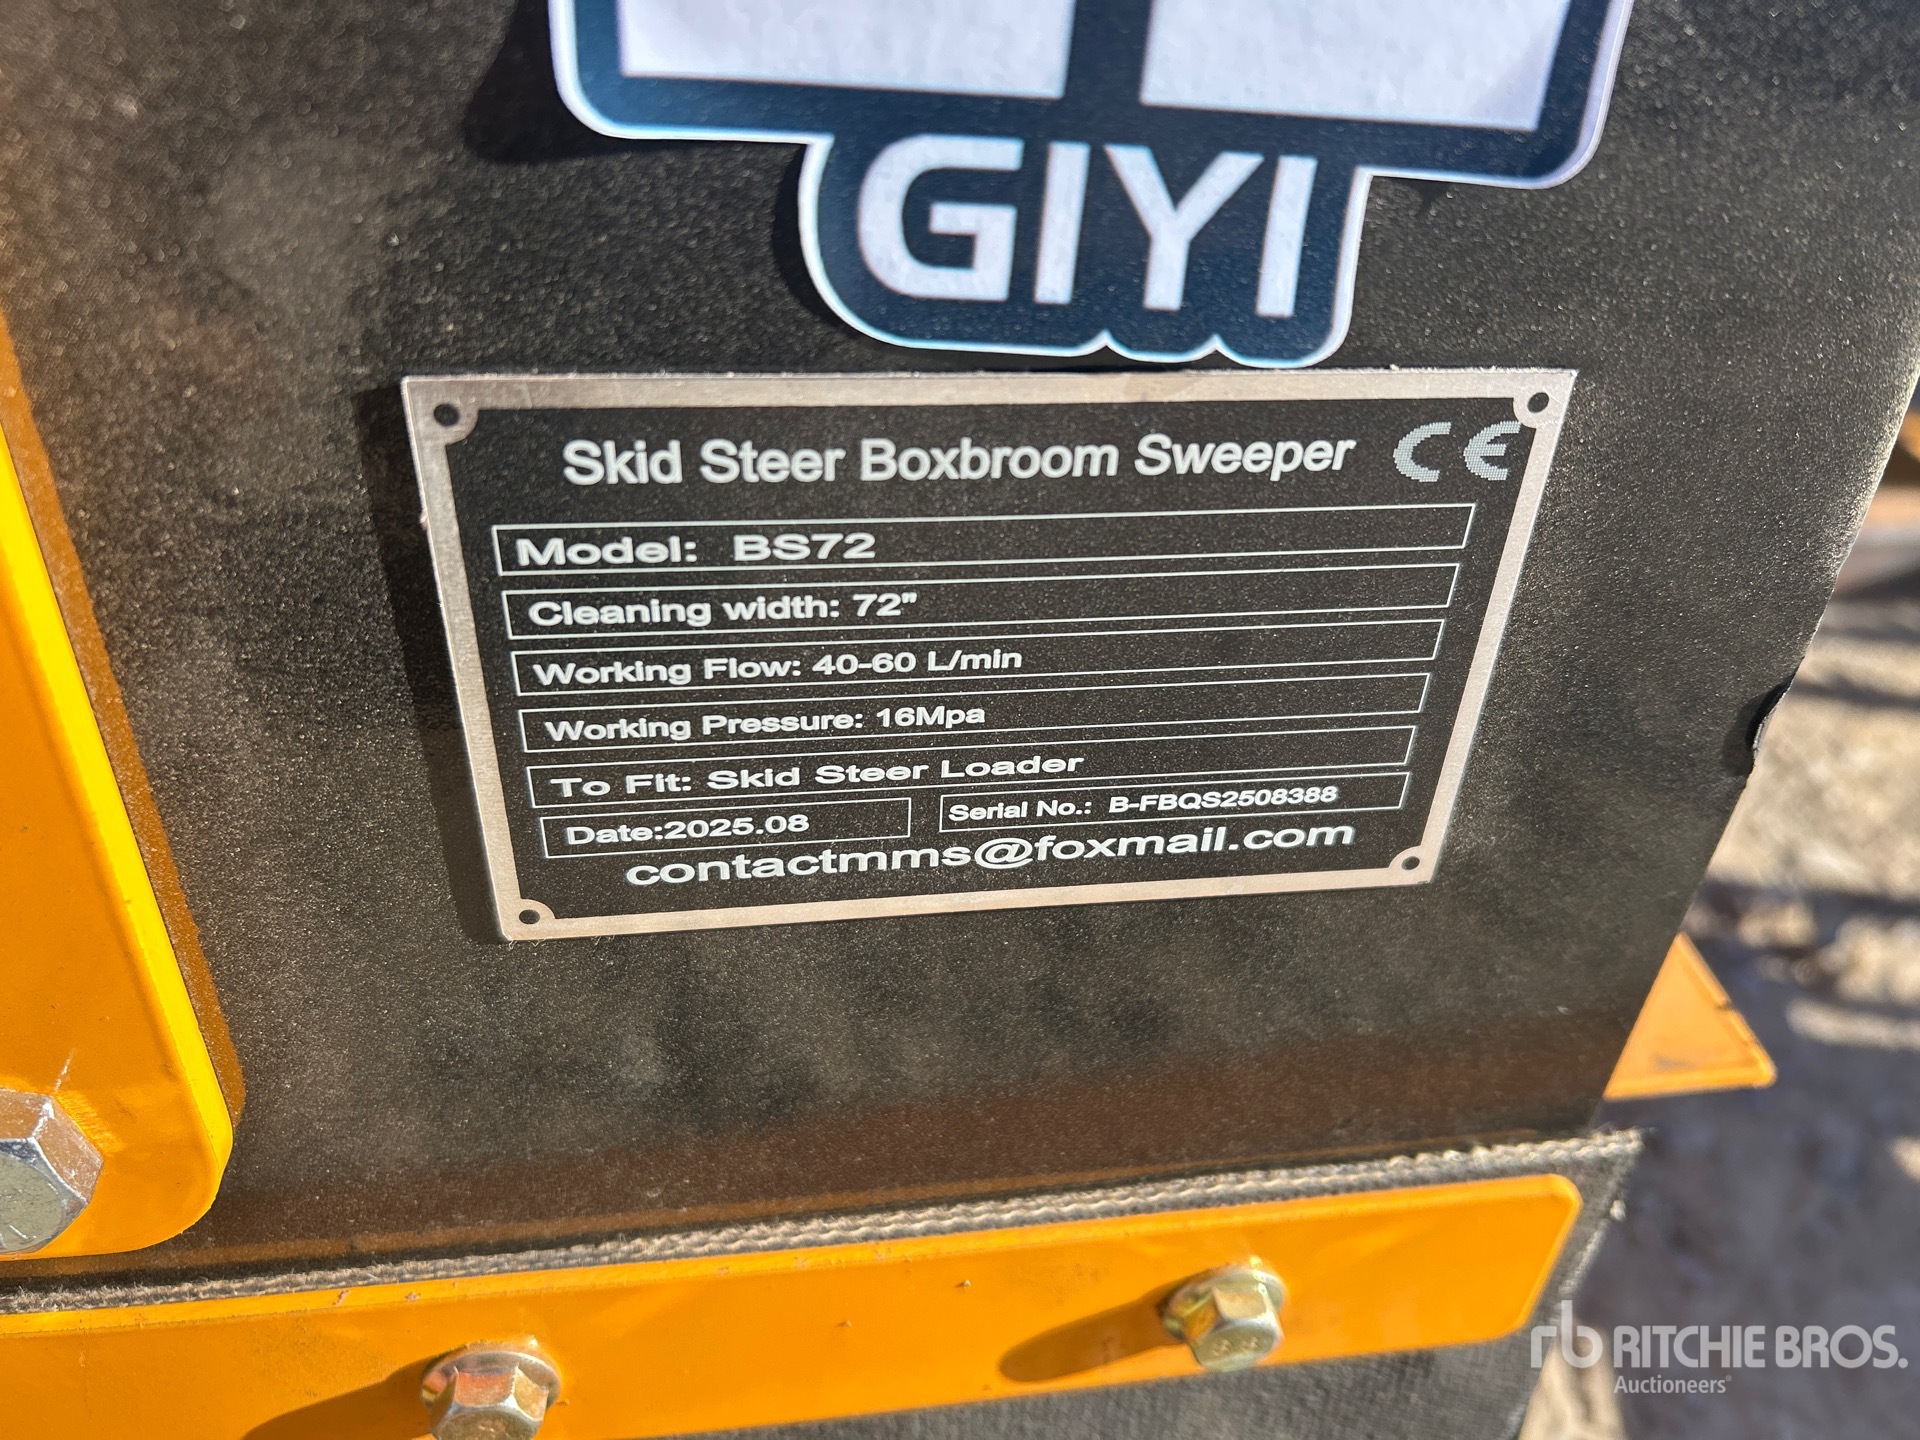 GIYI
Skid Steer Boxbroom Sweeper CE
Model: BS72
Cleaning width: 72"
Working Flow: 40-60 L/min
Working Pressure: 16Mpa
To Fit: Skid Steer Loader
Date:2025.08 Serial No.: B-FBQS2508388
contactmms@foxmail.com
rb RITCHIE BROS.
Auctioneers